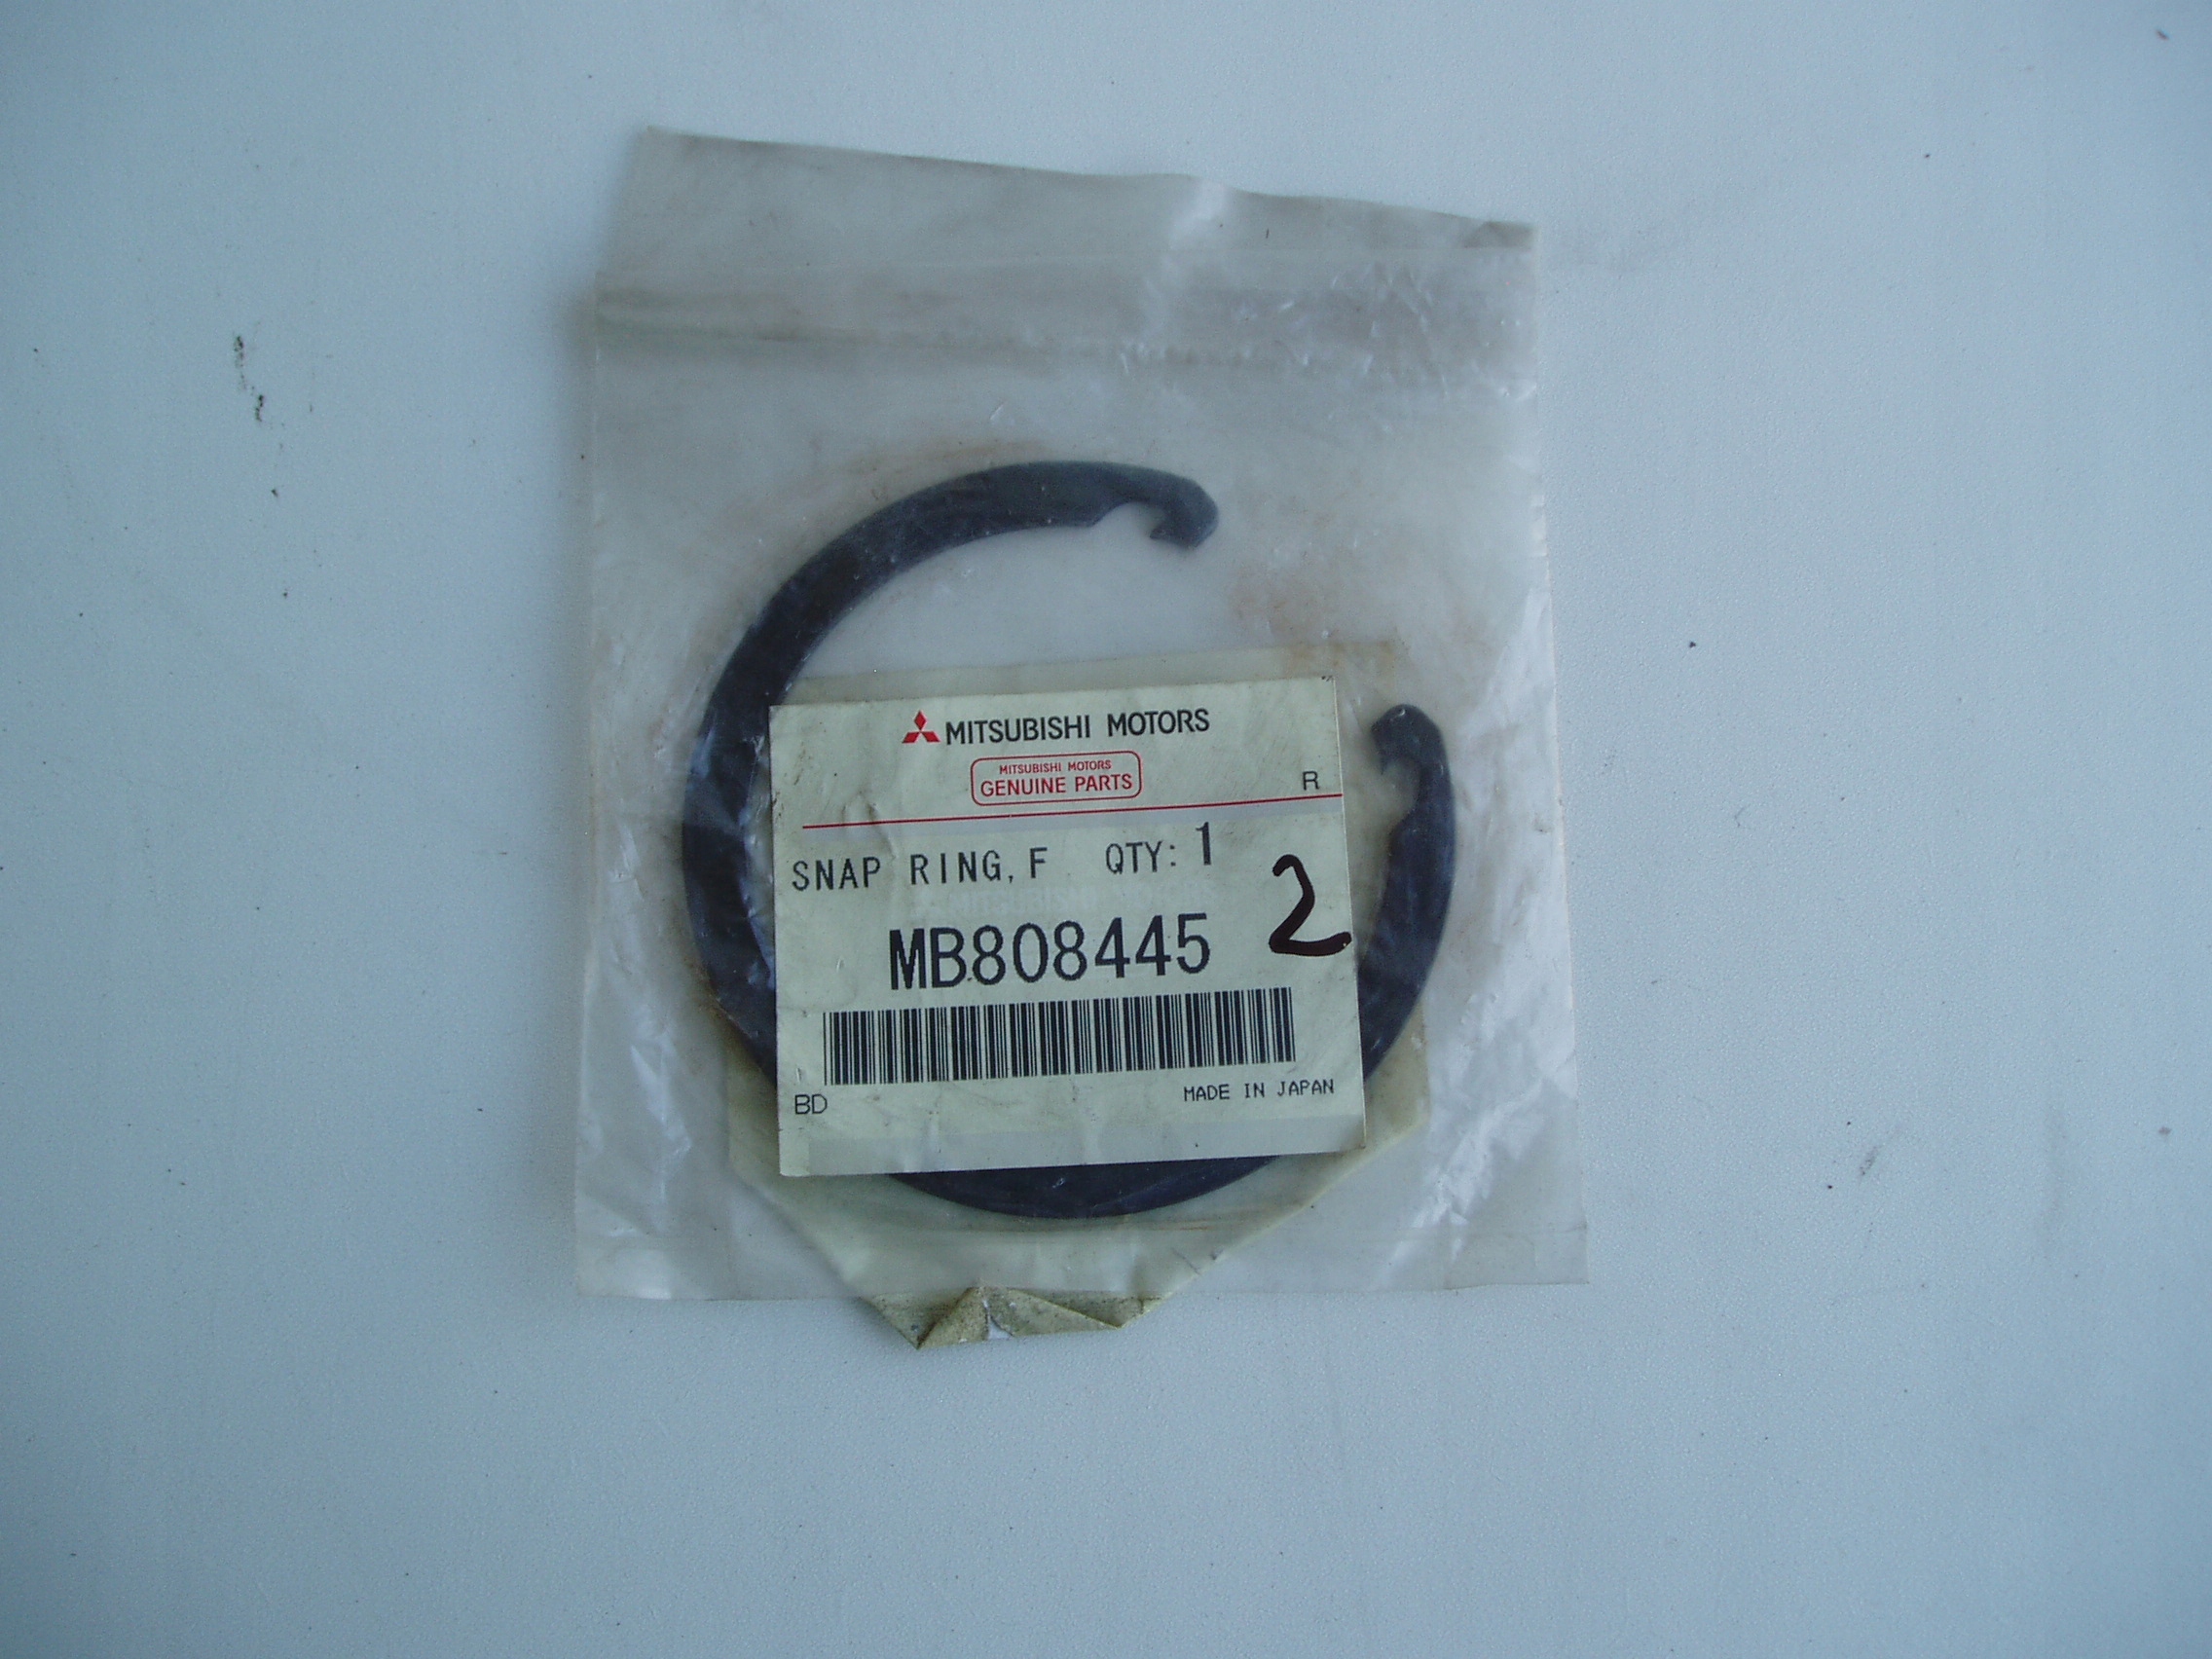 MITSUBISHI MOTORS
MITSUBISHI MOTORS
GENUINE PARTS
R
SNAP RING, F QTY: 1
2
MB808445
BD
MADE IN JAPAN